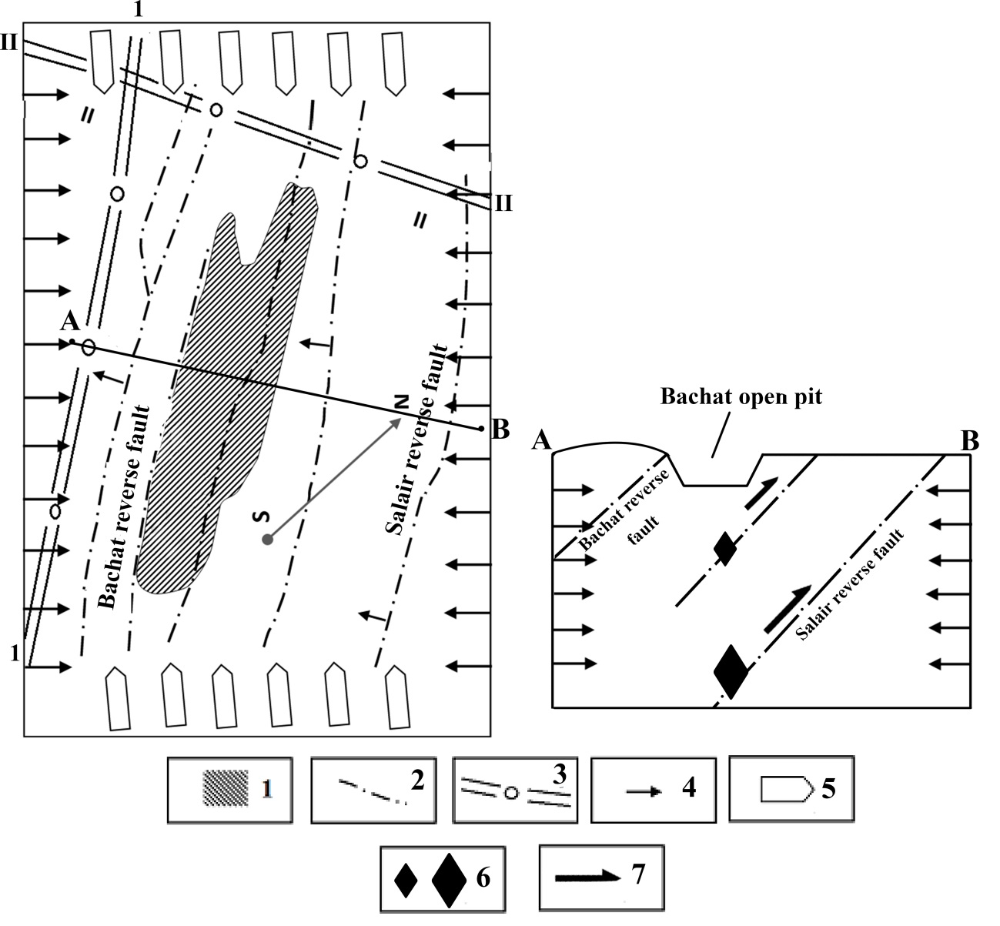 1
II
=
II
=
A
N
B
S
Bachat reverse fault
Salair reverse fault
1
Bachat open pit
A
B
Bachat reverse
fault
Salair reverse fault
1
2
3
4
5
6
7